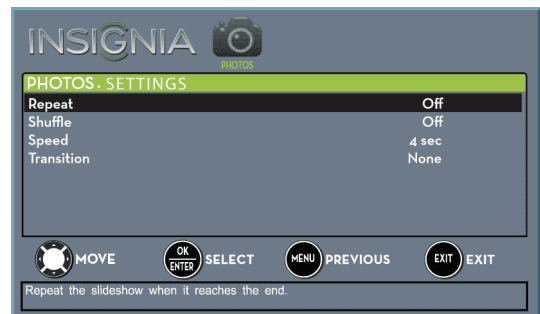 INSIGNIA
PHOTOS
PHOTOS. SETTINGS
Repeat Off
Shuffle Off
Speed 4 sec
Transition None
MOVE OK ENTER SELECT MENU PREVIOUS EXIT EXIT
Repeat the slideshow when it reaches the end.